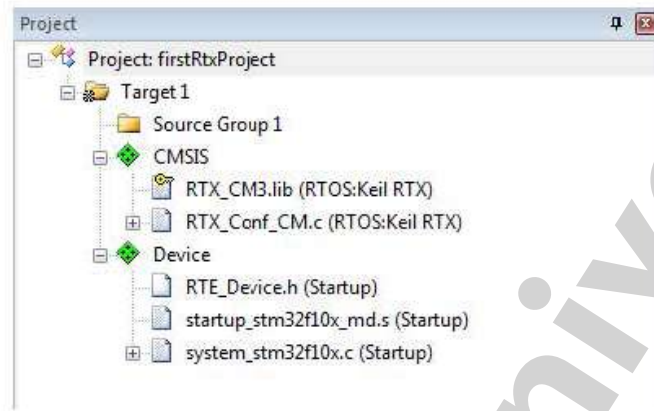 Project
Project: firstRtxProject
Target 1
Source Group 1
CMSIS
RTX_CM3.lib (RTOS:Keil RTX)
RTX_Conf_CM.c (RTOS:Keil RTX)
Device
RTE_Device.h (Startup)
startup_stm32f10x_md.s (Startup)
system_stm32f10x.c (Startup)